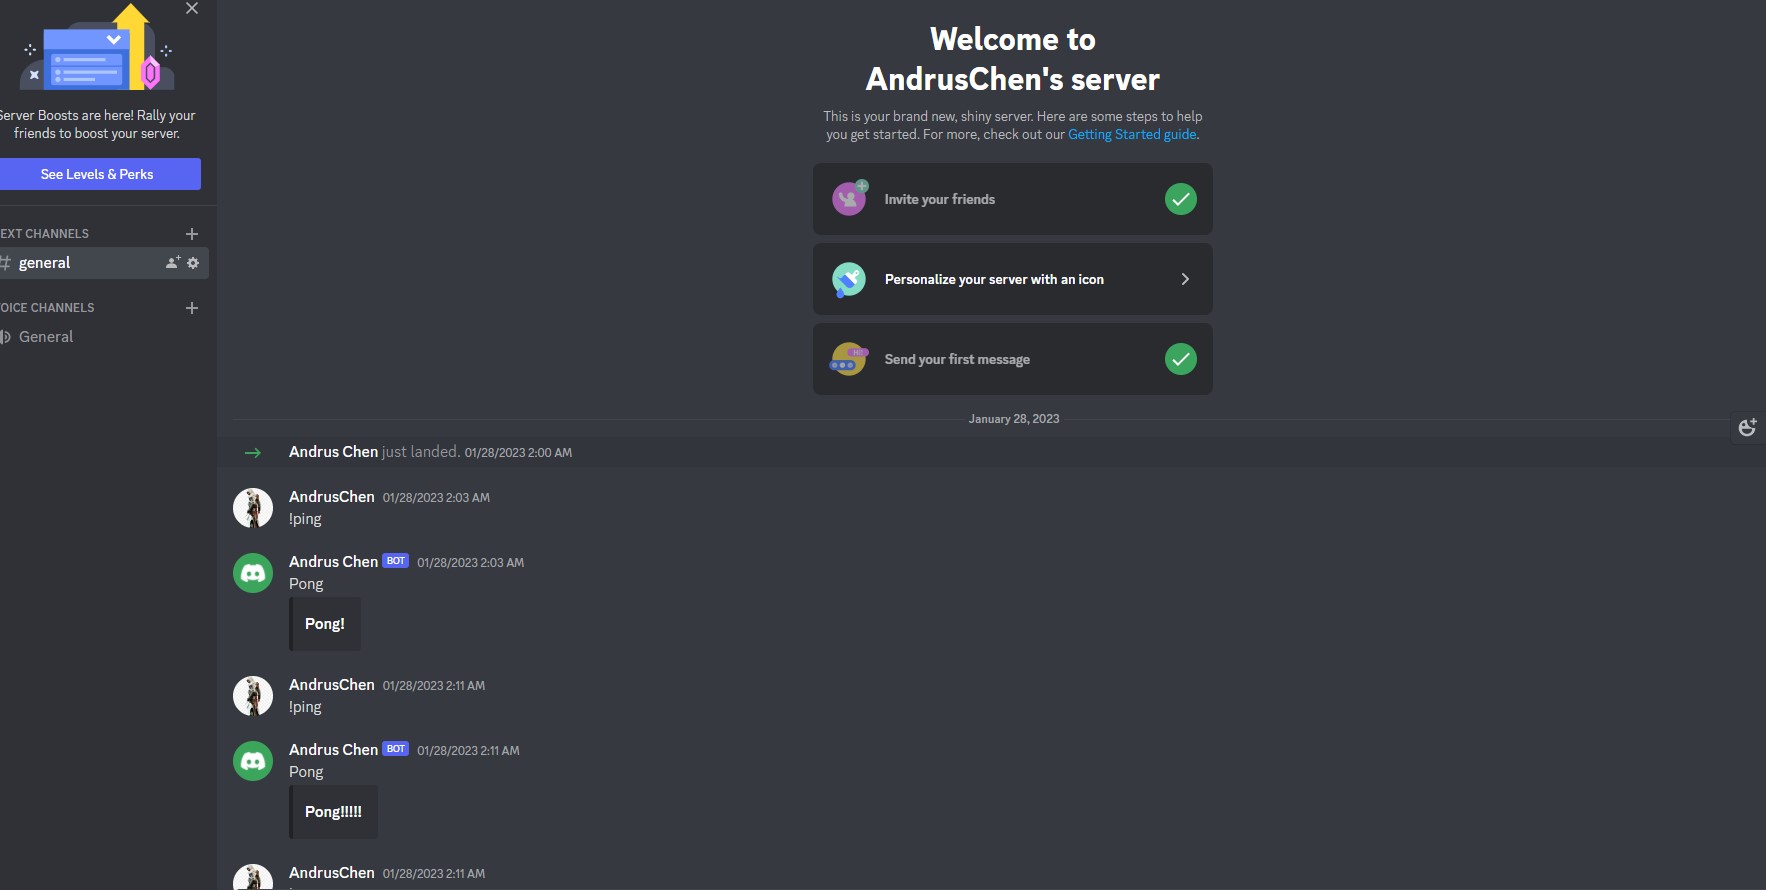 Server Boosts are here! Rally your
friends to boost your server.
See Levels & Perks
EXT CHANNELS
general
OICE CHANNELS
General
Welcome to
AndrusChen's server
This is your brand new, shiny server. Here are some steps to help
you get started. For more, check out our Getting Started guide.
Invite your friends
Personalize your server with an icon
Hi!
Send your first message
January 28, 2023
Andrus Chen just landed. 01/28/2023 2:00 AM
AndrusChen 01/28/2023 2:03 AM
!ping
Andrus Chen BOT 01/28/2023 2:03 AM
Pong
Pong!
AndrusChen 01/28/2023 2:11 AM
!ping
Andrus Chen BOT 01/28/2023 2:11 AM
Pong
Pong!!!!!
AndrusChen 01/28/2023 2:11 AM